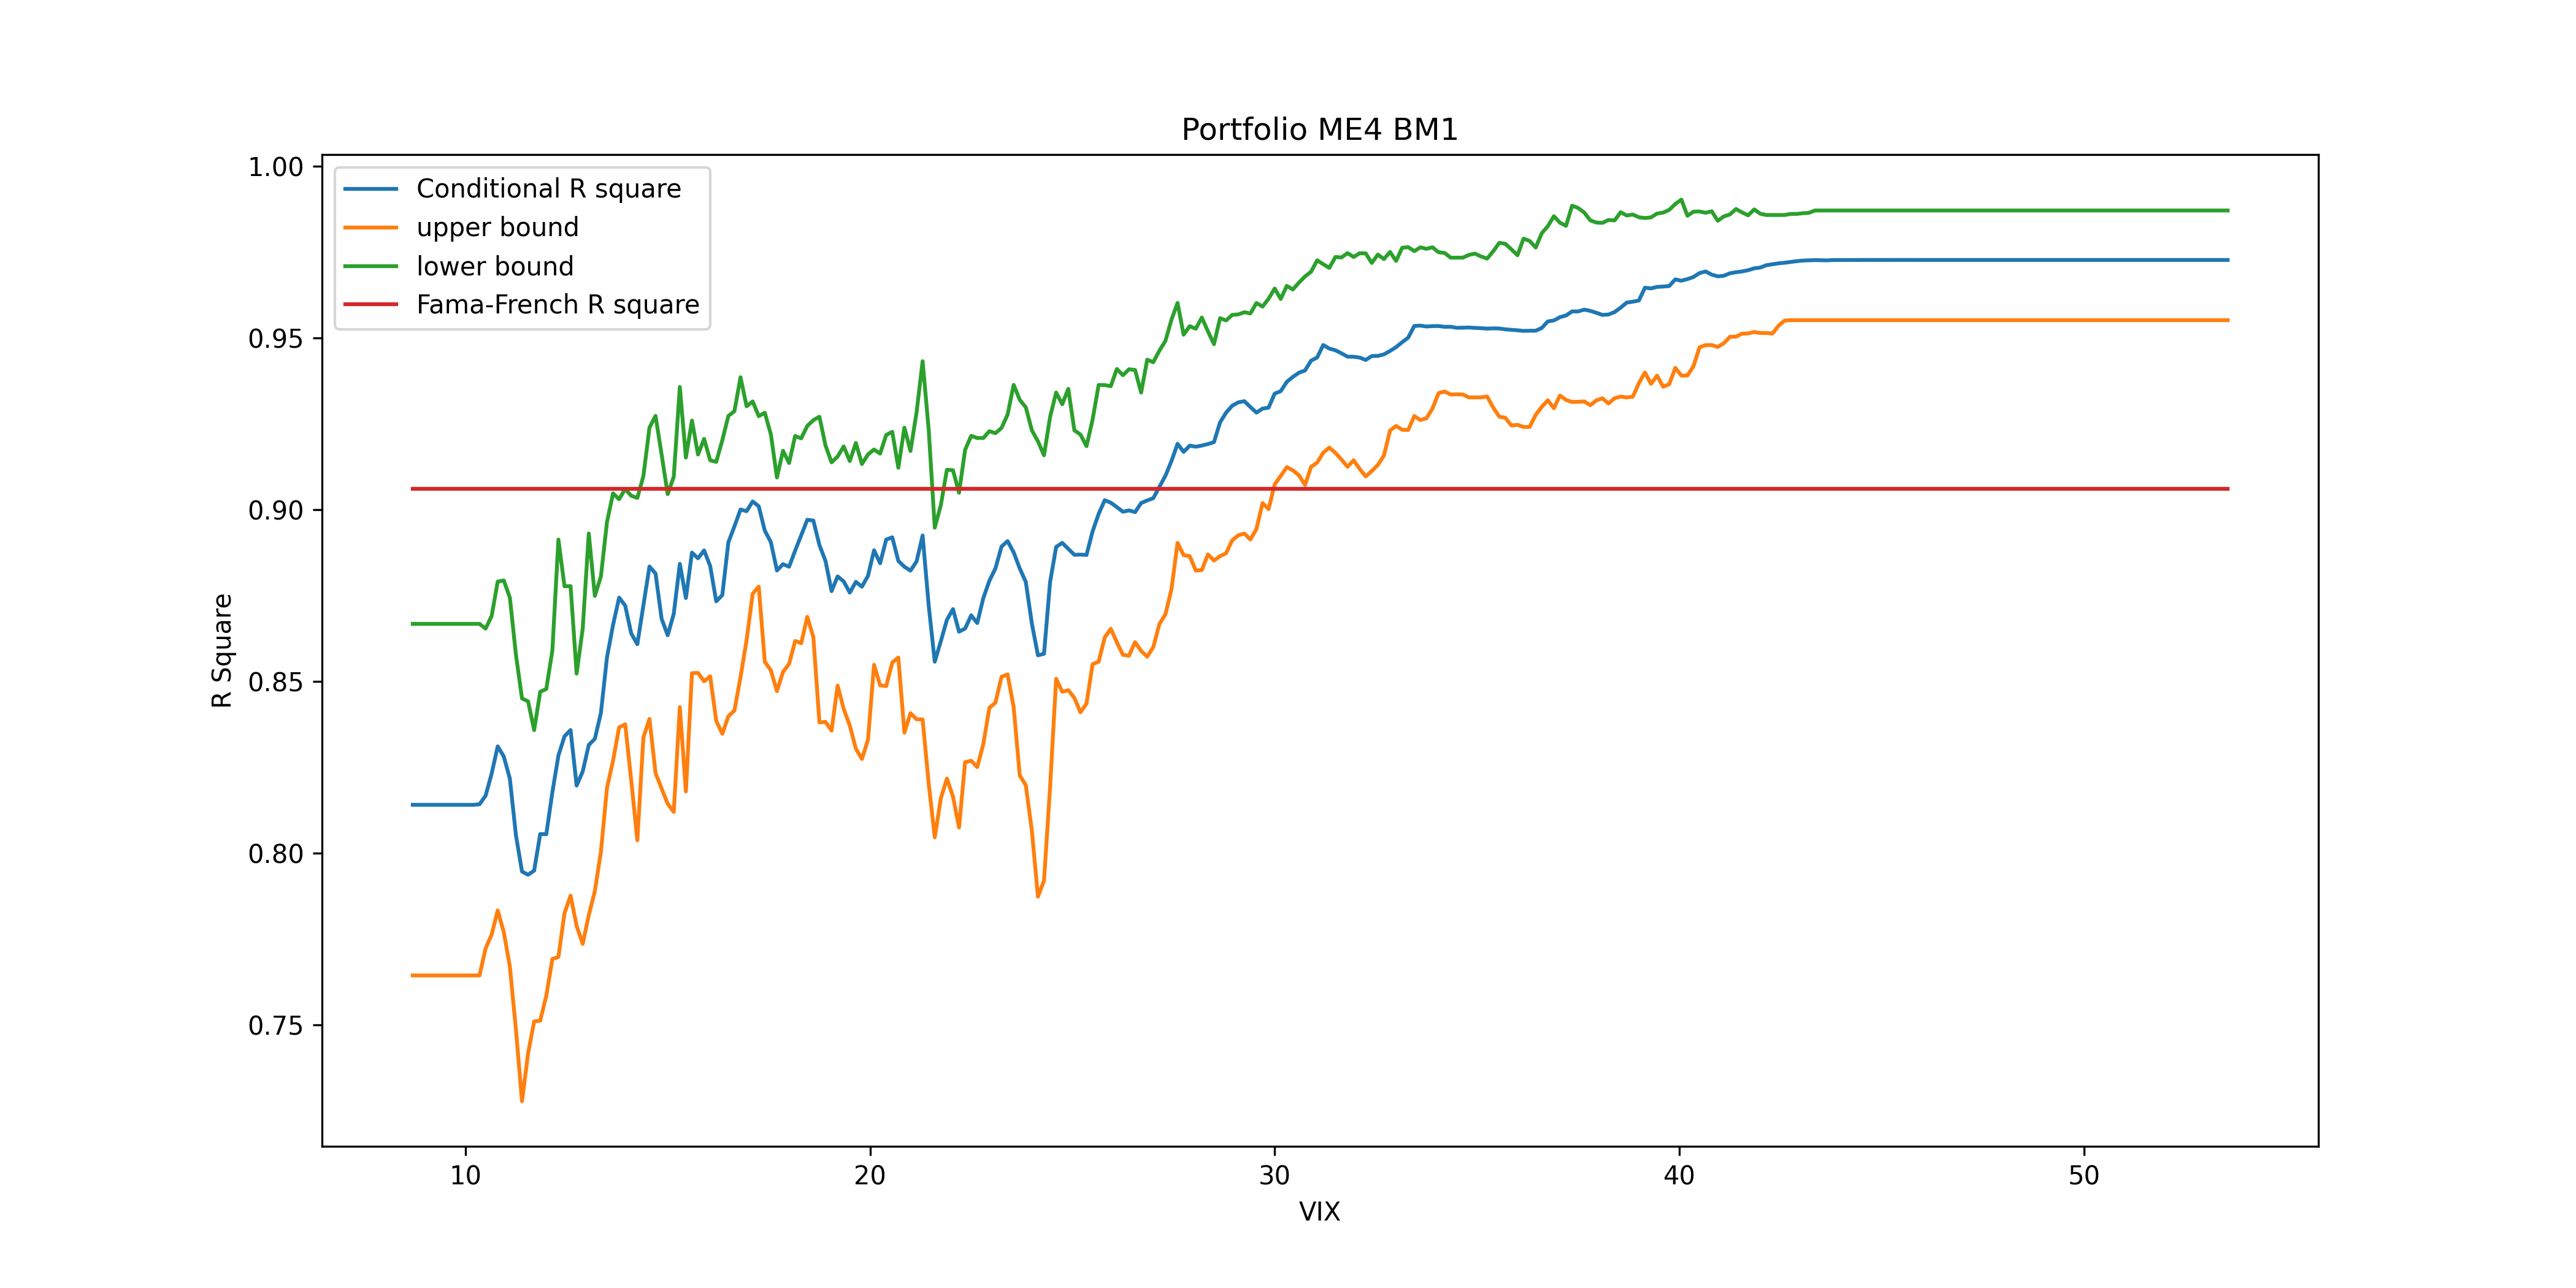 Portfolio ME4 BM1
Conditional R square
upper bound
lower bound
Fama-French R square
1.00
0.95
0.90
0.85
0.80
0.75
R Square
10 20 30 40 50
VIX